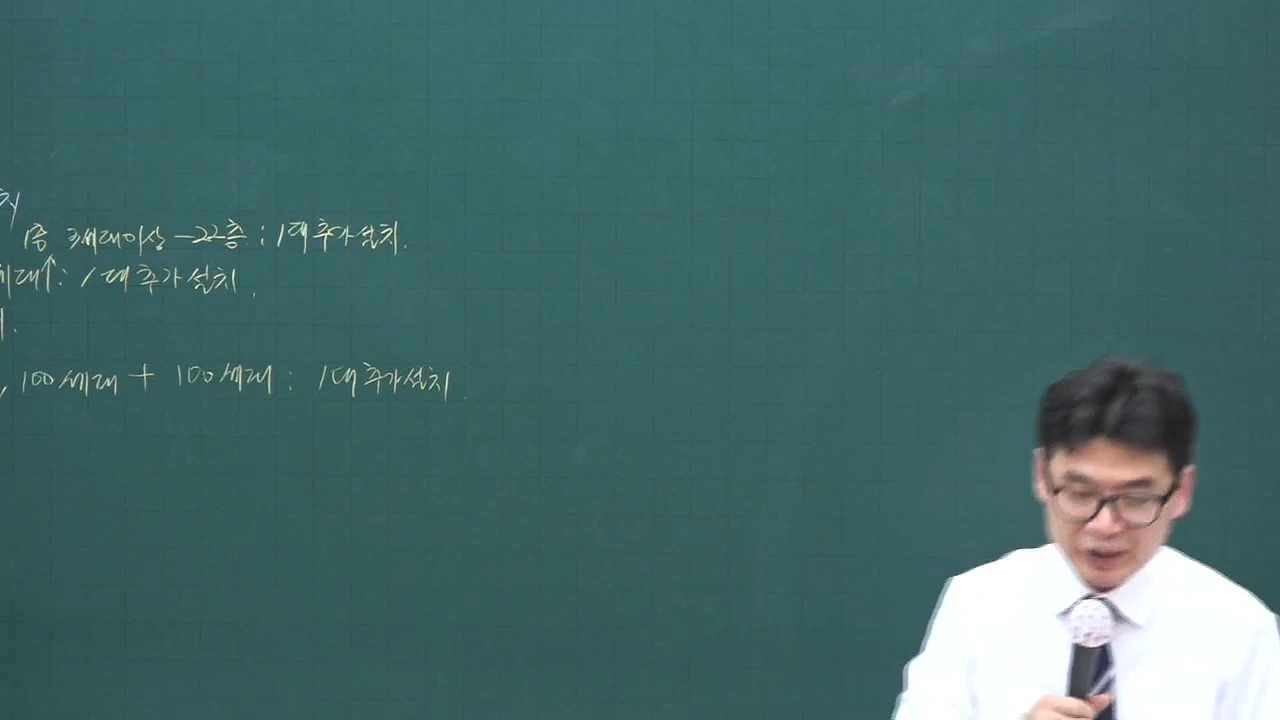 치
1층 3세대이상 - 22층 : 1대 추가설치.
세대↑: 1대 추가설치.
, 100세대 + 100세대 : 1대 추가설치.